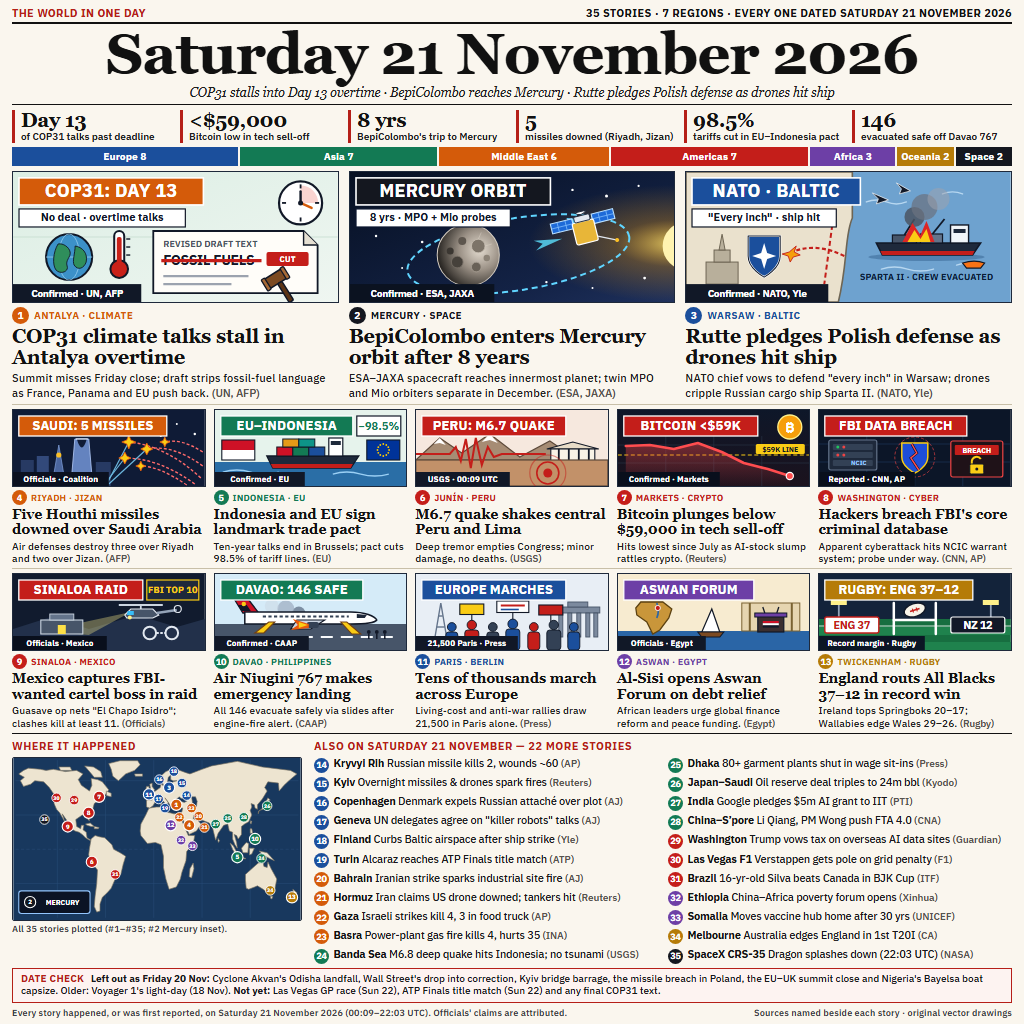 THE WORLD IN ONE DAY
35 STORIES · 7 REGIONS · EVERY ONE DATED SATURDAY 21 NOVEMBER 2026
Saturday 21 November 2026
COP31 stalls into Day 13 overtime · BepiColombo reaches Mercury · Rutte pledges Polish defense as drones hit ship
Day 13
of COP31 talks past deadline
<$59,000
Bitcoin low in tech sell-off
8 yrs
BepiColombo's trip to Mercury
5
missiles downed (Riyadh, Jizan)
98.5%
tariffs cut in EU–Indonesia pact
146
evacuated safe off Davao 767
Europe 8
Asia 7
Middle East 6
Americas 7
Africa 3
Oceania 2
Space 2
COP31: DAY 13
No deal · overtime talks
REVISED DRAFT TEXT
FOSSIL FUELS
CUT
Confirmed · UN, AFP
1 ANTALYA · CLIMATE
COP31 climate talks stall in
Antalya overtime
Summit misses Friday close; draft strips fossil-fuel language
as France, Panama and EU push back. (UN, AFP)
MERCURY ORBIT
8 yrs · MPO + Mio probes
Confirmed · ESA, JAXA
2 MERCURY · SPACE
BepiColombo enters Mercury
orbit after 8 years
ESA–JAXA spacecraft reaches innermost planet; twin MPO
and Mio orbiters separate in December. (ESA, JAXA)
NATO · BALTIC
"Every inch" · ship hit
SPARTA II · CREW EVACUATED
Confirmed · NATO, Yle
3 WARSAW · BALTIC
Rutte pledges Polish defense as
drones hit ship
NATO chief vows to defend "every inch" in Warsaw; drones
cripple Russian cargo ship Sparta II. (NATO, Yle)
SAUDI: 5 MISSILES
Officials · Coalition
4 RIYADH · JIZAN
Five Houthi missiles
downed over Saudi Arabia
Air defenses destroy three over Riyadh
and two over Jizan. (AFP)
EU–INDONESIA
−98.5%
Confirmed · EU
5 INDONESIA · EU
Indonesia and EU sign
landmark trade pact
Ten-year talks end in Brussels; pact cuts
98.5% of tariff lines. (EU)
PERU: M6.7 QUAKE
USGS · 00:09 UTC
6 JUNÍN · PERU
M6.7 quake shakes central
Peru and Lima
Deep tremor empties Congress; minor
damage, no deaths. (USGS)
BITCOIN <$59K
₿
$59K LINE
Confirmed · Markets
7 MARKETS · CRYPTO
Bitcoin plunges below
$59,000 in tech sell-off
Hits lowest since July as AI-stock slump
rattles crypto. (Reuters)
FBI DATA BREACH
NCIC
BREACH
Reported · CNN, AP
8 WASHINGTON · CYBER
Hackers breach FBI's core
criminal database
Apparent cyberattack hits NCIC warrant
system; probe under way. (CNN, AP)
SINALOA RAID
FBI TOP 10
Officials · Mexico
9 SINALOA · MEXICO
Mexico captures FBI-
wanted cartel boss in raid
Guasave op nets "El Chapo Isidro";
clashes kill at least 11. (Officials)
DAVAO: 146 SAFE
Confirmed · CAAP
10 DAVAO · PHILIPPINES
Air Niugini 767 makes
emergency landing
All 146 evacuate safely via slides after
engine-fire alert. (CAAP)
EUROPE MARCHES
21,500 Paris · Press
11 PARIS · BERLIN
Tens of thousands march
across Europe
Living-cost and anti-war rallies draw
21,500 in Paris alone. (Press)
ASWAN FORUM
Officials · Egypt
12 ASWAN · EGYPT
Al-Sisi opens Aswan
Forum on debt relief
African leaders urge global finance
reform and peace funding. (Egypt)
RUGBY: ENG 37–12
ENG 37
NZ 12
Record margin · Rugby
13 TWICKENHAM · RUGBY
England routs All Blacks
37–12 in record win
Ireland tops Springboks 20–17;
Wallabies edge Wales 29–26. (Rugby)
WHERE IT HAPPENED
2 MERCURY
All 35 stories plotted (#1–#35; #2 Mercury inset).
ALSO ON SATURDAY 21 NOVEMBER — 22 MORE STORIES
14 Kryvyi Rih Russian missile kills 2, wounds ~60 (AP)
15 Kyiv Overnight missiles & drones spark fires (Reuters)
16 Copenhagen Denmark expels Russian attaché over plot (AJ)
17 Geneva UN delegates agree on "killer robots" talks (AJ)
18 Finland Curbs Baltic airspace after ship strike (Yle)
19 Turin Alcaraz reaches ATP Finals title match (ATP)
20 Bahrain Iranian strike sparks industrial site fire (AJ)
21 Hormuz Iran claims US drone downed; tankers hit (Reuters)
22 Gaza Israeli strikes kill 4, 3 in food truck (AP)
23 Basra Power-plant gas fire kills 4, hurts 35 (INA)
24 Banda Sea M6.8 deep quake hits Indonesia; no tsunami (USGS)
25 Dhaka 80+ garment plants shut in wage sit-ins (Press)
26 Japan–Saudi Oil reserve deal triples to 24m bbl (Kyodo)
27 India Google pledges $5m AI grant to IIT (PTI)
28 China–S'pore Li Qiang, PM Wong push FTA 4.0 (CNA)
29 Washington Trump vows tax on overseas AI data sites (Guardian)
30 Las Vegas F1 Verstappen gets pole on grid penalty (F1)
31 Brazil 16-yr-old Silva beats Canada in BJK Cup (ITF)
32 Ethiopia China–Africa poverty forum opens (Xinhua)
33 Somalia Moves vaccine hub home after 30 yrs (UNICEF)
34 Melbourne Australia edges England in 1st T20I (CA)
35 SpaceX CRS-35 Dragon splashes down (22:03 UTC) (NASA)
DATE CHECK Left out as Friday 20 Nov: Cyclone Akvan's Odisha landfall, Wall Street's drop into correction, Kyiv bridge barrage, the missile breach in Poland, the EU–UK summit close and Nigeria's Bayelsa boat
capsize. Older: Voyager 1's light-day (18 Nov). Not yet: Las Vegas GP race (Sun 22), ATP Finals title match (Sun 22) and any final COP31 text.
Every story happened, or was first reported, on Saturday 21 November 2026 (00:09–22:03 UTC). Officials' claims are attributed.
Sources named beside each story · original vector drawings